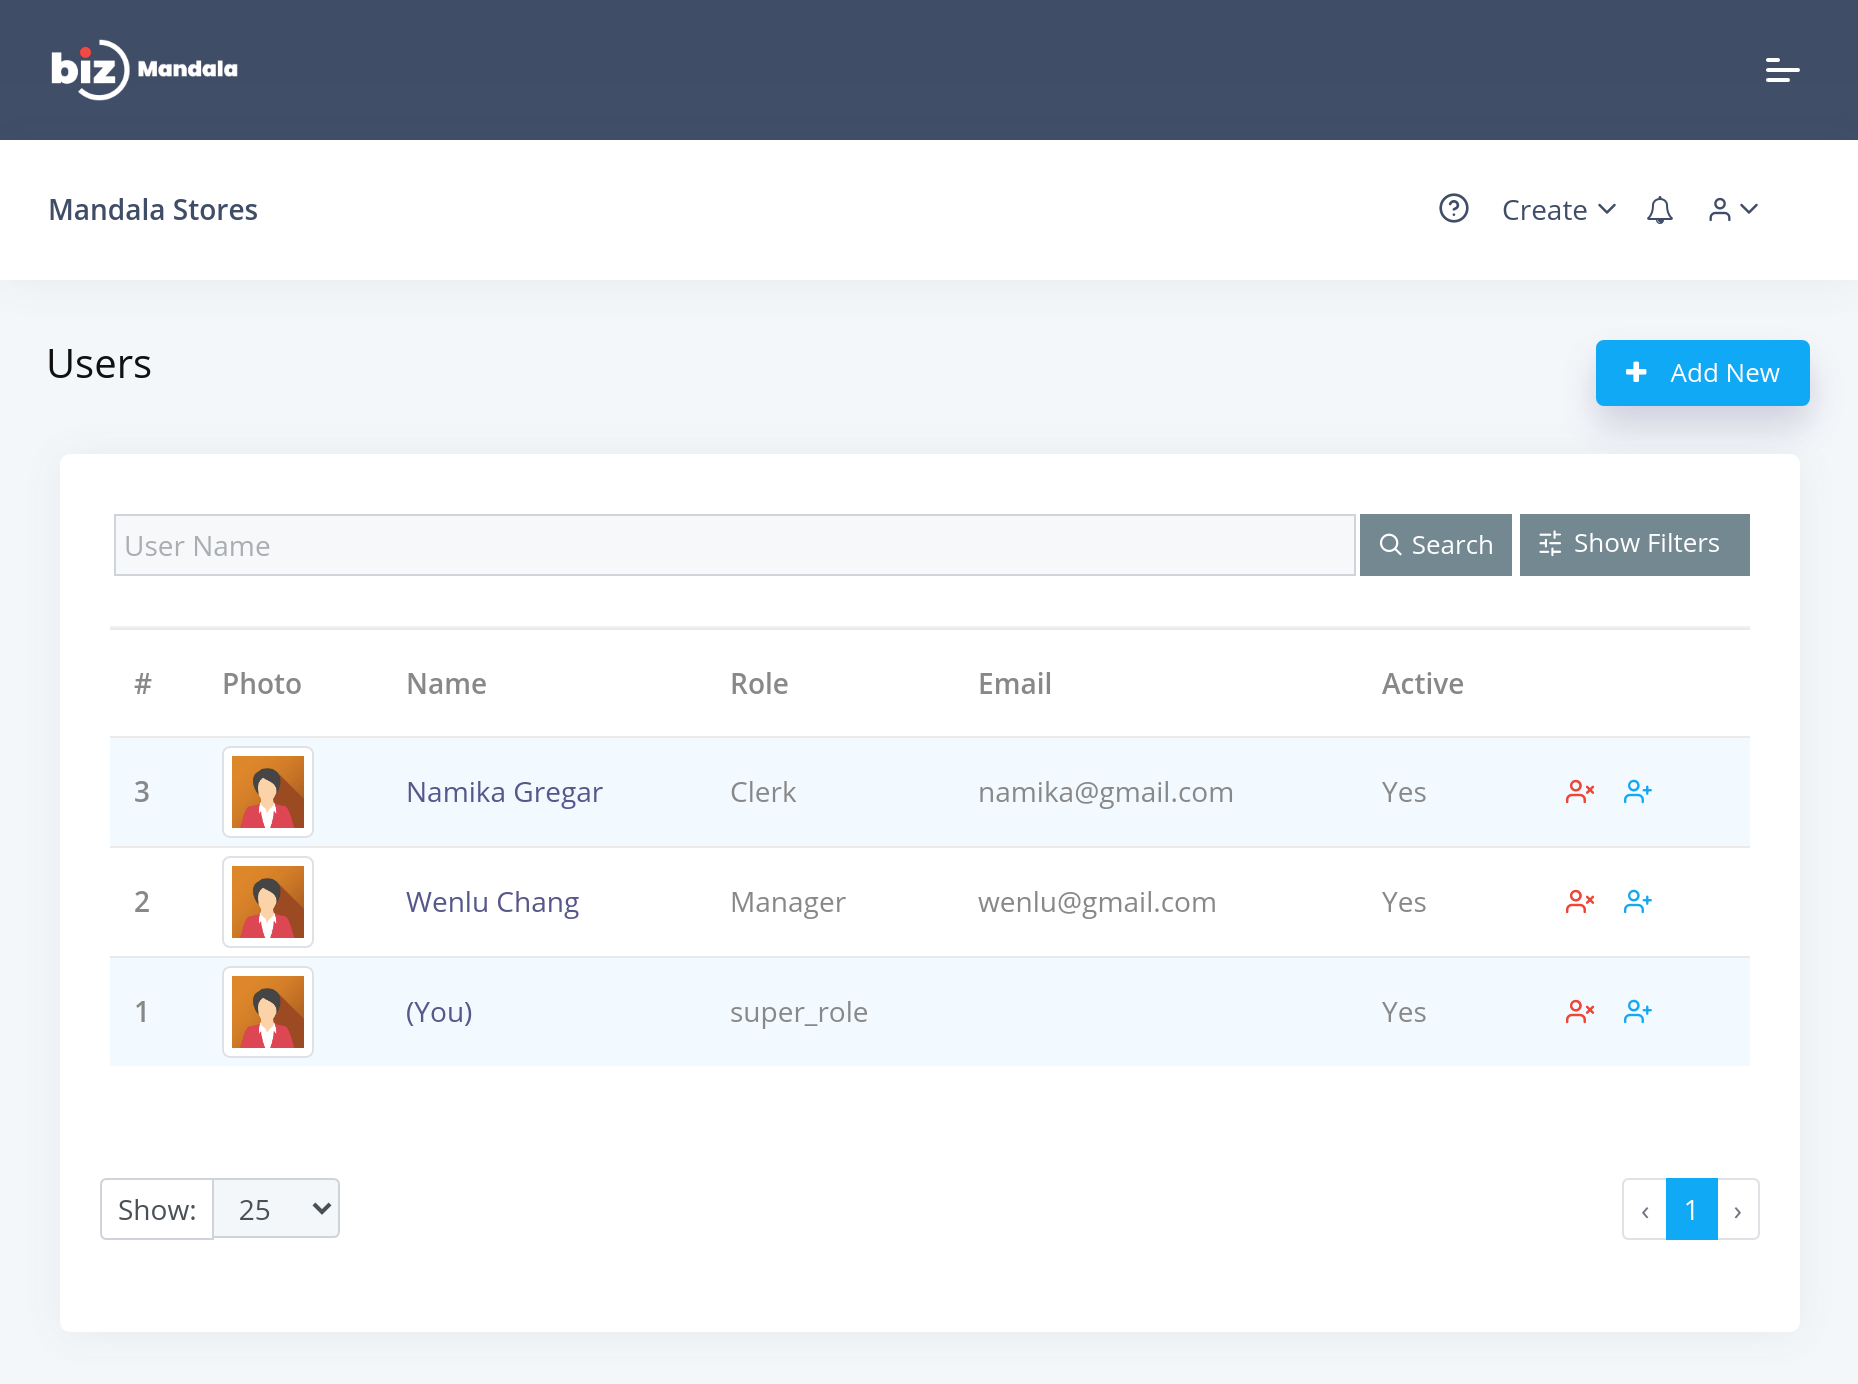 biz Mandala
Mandala Stores
Create
Users
Add New
User Name
Search
Show Filters
# Photo Name Role Email Active
3 Namika Gregar Clerk namika@gmail.com Yes
2 Wenlu Chang Manager wenlu@gmail.com Yes
1 (You) super_role Yes
Show: 25
‹ 1 ›